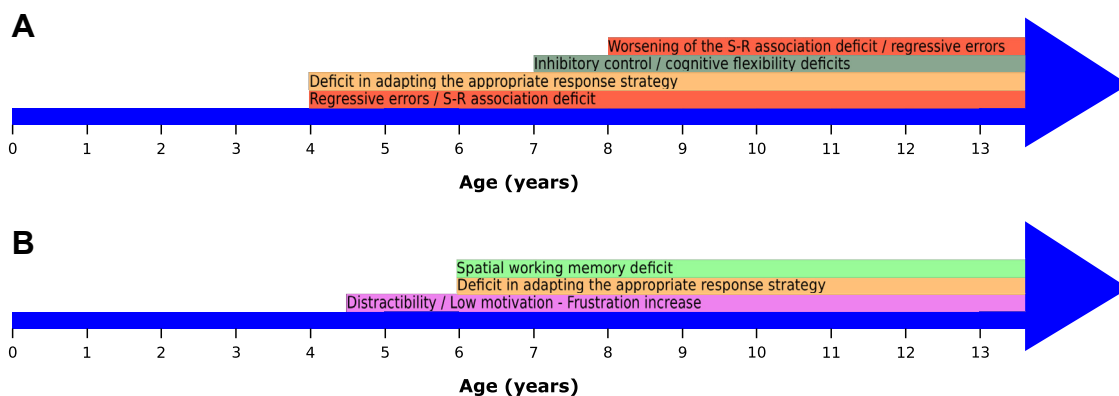 A
Worsening of the S-R association deficit / regressive errors
Inhibitory control / cognitive flexibility deficits
Deficit in adapting the appropriate response strategy
Regressive errors / S-R association deficit
0 1 2 3 4 5 6 7 8 9 10 11 12 13
Age (years)
B
Spatial working memory deficit
Deficit in adapting the appropriate response strategy
Distractibility / Low motivation - Frustration increase
0 1 2 3 4 5 6 7 8 9 10 11 12 13
Age (years)